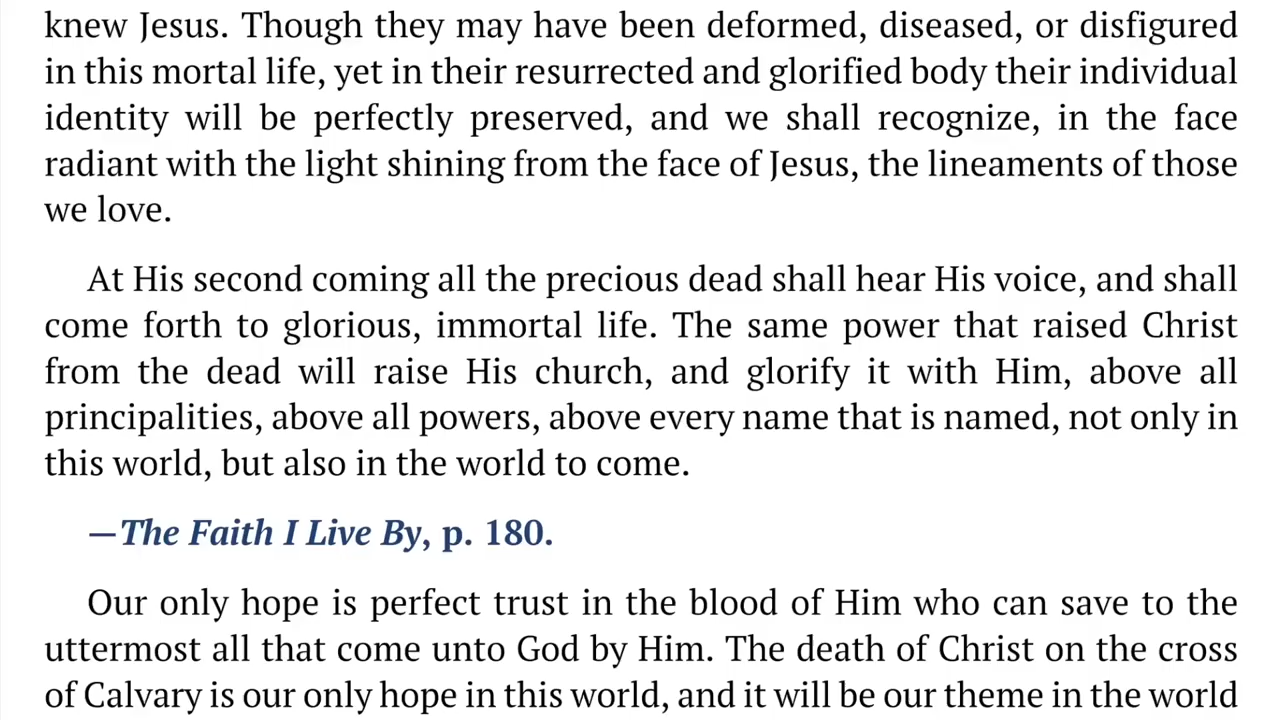 knew Jesus. Though they may have been deformed, diseased, or disfigured
in this mortal life, yet in their resurrected and glorified body their individual
identity will be perfectly preserved, and we shall recognize, in the face
radiant with the light shining from the face of Jesus, the lineaments of those
we love.
At His second coming all the precious dead shall hear His voice, and shall
come forth to glorious, immortal life. The same power that raised Christ
from the dead will raise His church, and glorify it with Him, above all
principalities, above all powers, above every name that is named, not only in
this world, but also in the world to come.
—The Faith I Live By, p. 180.
Our only hope is perfect trust in the blood of Him who can save to the
uttermost all that come unto God by Him. The death of Christ on the cross
of Calvary is our only hope in this world, and it will be our theme in the world